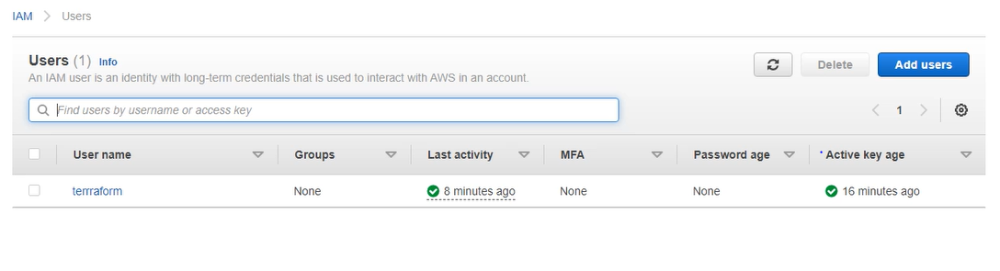 IAM > Users
Users (1) Info
An IAM user is an identity with long-term credentials that is used to interact with AWS in an account.
Delete
Add users
Find users by username or access key
1
User name Groups Last activity MFA Password age Active key age
terrraform None 8 minutes ago None None 16 minutes ago